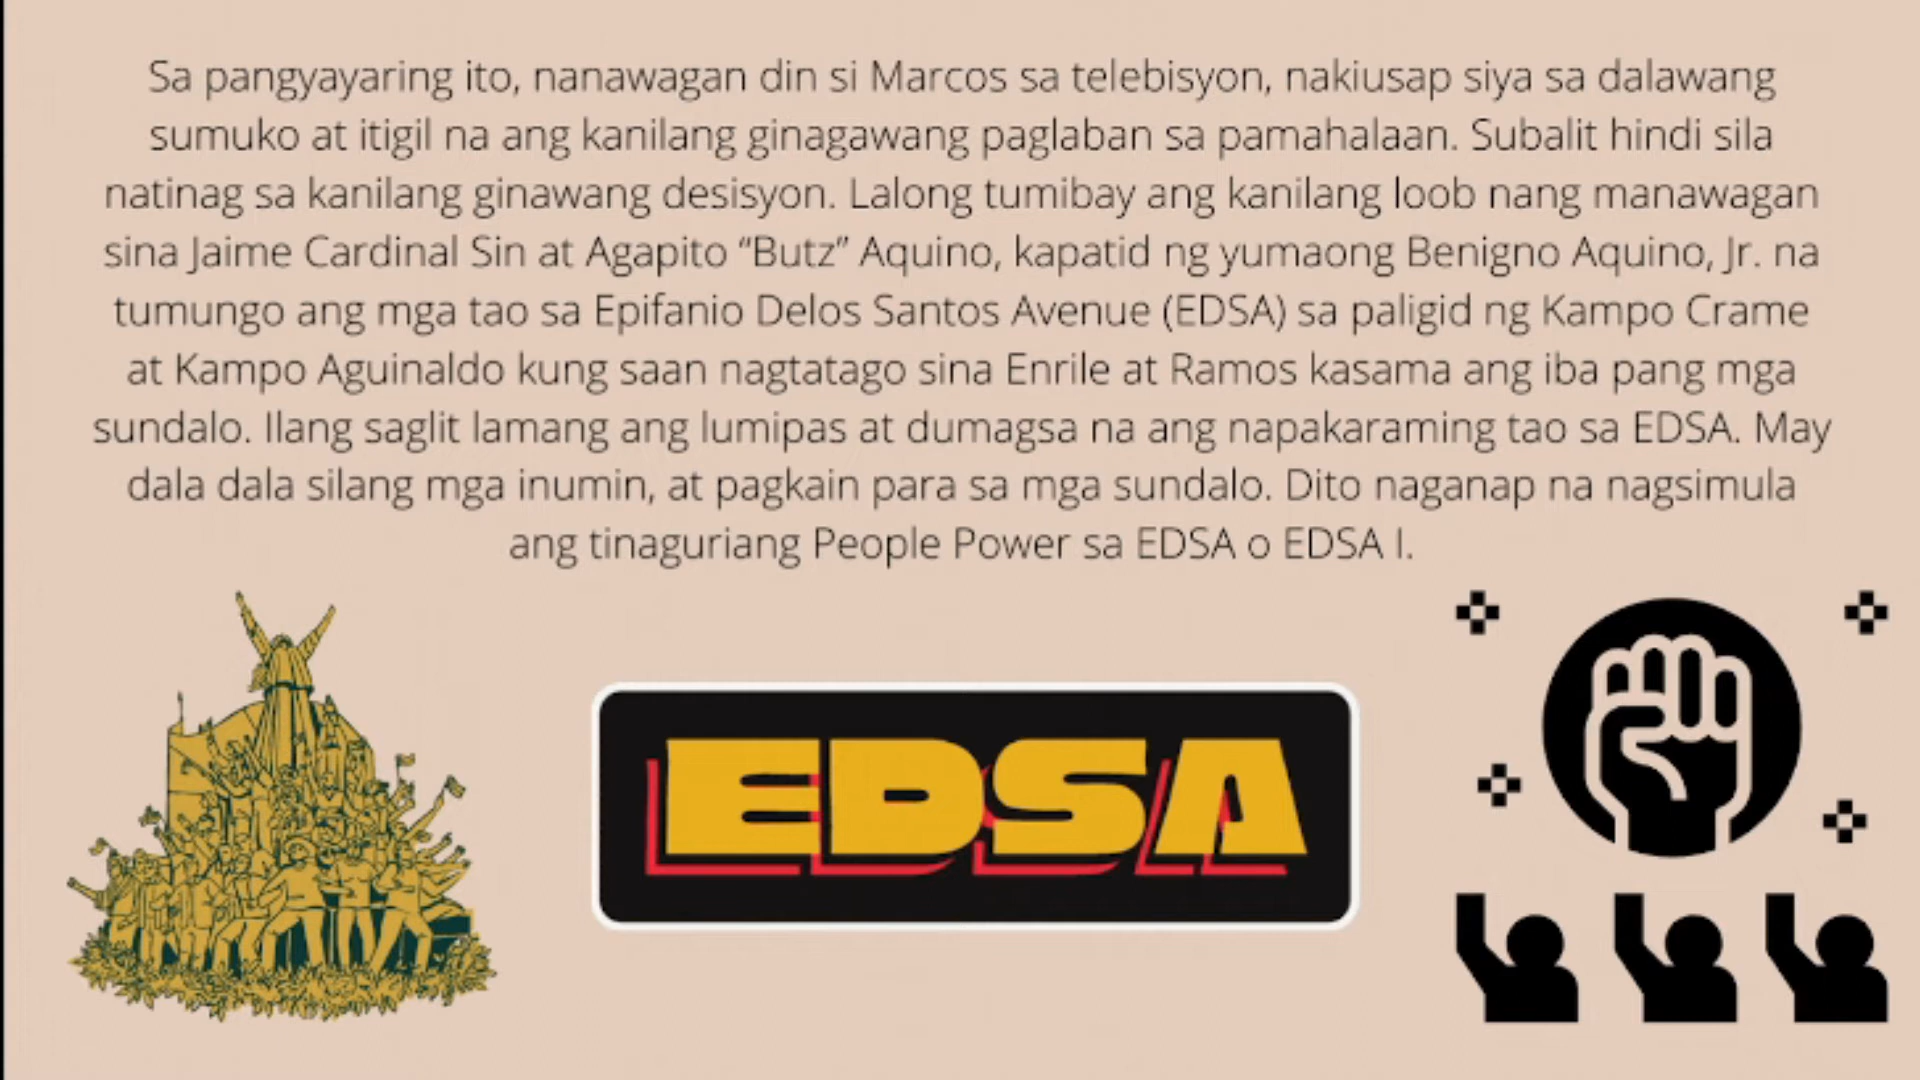 Sa pangyayaring ito, nanawagan din si Marcos sa telebisyon, nakiusap siya sa dalawang
sumuko at itigil na ang kanilang ginagawang paglaban sa pamahalaan. Subalit hindi sila
natinag sa kanilang ginawang desisyon. Lalong tumibay ang kanilang loob nang manawagan
sina Jaime Cardinal Sin at Agapito “Butz” Aquino, kapatid ng yumaong Benigno Aquino, Jr. na
tumungo ang mga tao sa Epifanio Delos Santos Avenue (EDSA) sa paligid ng Kampo Crame
at Kampo Aguinaldo kung saan nagtatago sina Enrile at Ramos kasama ang iba pang mga
sundalo. Ilang saglit lamang ang lumipas at dumagsa na ang napakaraming tao sa EDSA. May
dala dala silang mga inumin, at pagkain para sa mga sundalo. Dito naganap na nagsimula
ang tinaguriang People Power sa EDSA o EDSA I.
EDSA